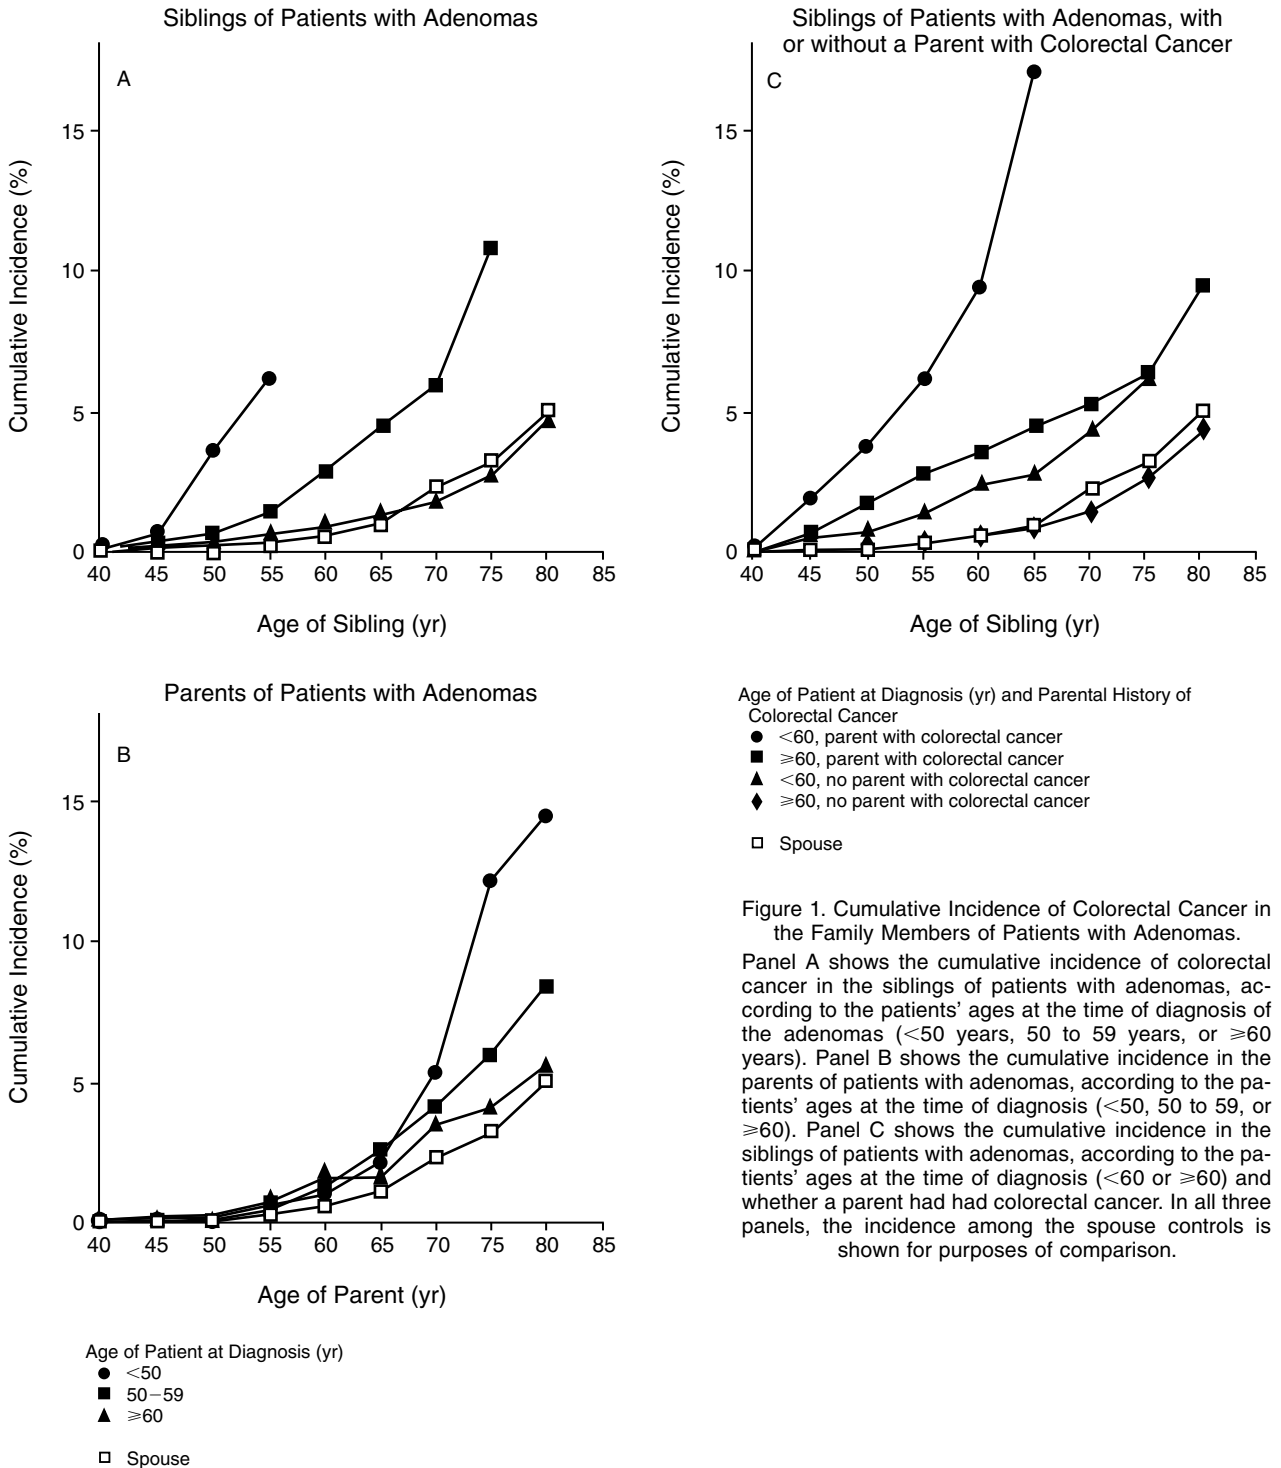 Siblings of Patients with Adenomas
A
Cumulative Incidence (%)
15
10
5
0
40 45 50 55 60 65 70 75 80 85
Age of Sibling (yr)
Siblings of Patients with Adenomas, with
or without a Parent with Colorectal Cancer
C
Cumulative Incidence (%)
15
10
5
0
40 45 50 55 60 65 70 75 80 85
Age of Sibling (yr)
Parents of Patients with Adenomas
B
Cumulative Incidence (%)
15
10
5
0
40 45 50 55 60 65 70 75 80 85
Age of Parent (yr)
Age of Patient at Diagnosis (yr)
<50
50–59
⩾60
Spouse
Age of Patient at Diagnosis (yr) and Parental History of
Colorectal Cancer
<60, parent with colorectal cancer
⩾60, parent with colorectal cancer
<60, no parent with colorectal cancer
⩾60, no parent with colorectal cancer
Spouse
Figure 1. Cumulative Incidence of Colorectal Cancer in
the Family Members of Patients with Adenomas.
Panel A shows the cumulative incidence of colorectal
cancer in the siblings of patients with adenomas, ac-
cording to the patients' ages at the time of diagnosis of
the adenomas (<50 years, 50 to 59 years, or ⩾60
years). Panel B shows the cumulative incidence in the
parents of patients with adenomas, according to the pa-
tients' ages at the time of diagnosis (<50, 50 to 59, or
⩾60). Panel C shows the cumulative incidence in the
siblings of patients with adenomas, according to the pa-
tients' ages at the time of diagnosis (<60 or ⩾60) and
whether a parent had had colorectal cancer. In all three
panels, the incidence among the spouse controls is
shown for purposes of comparison.